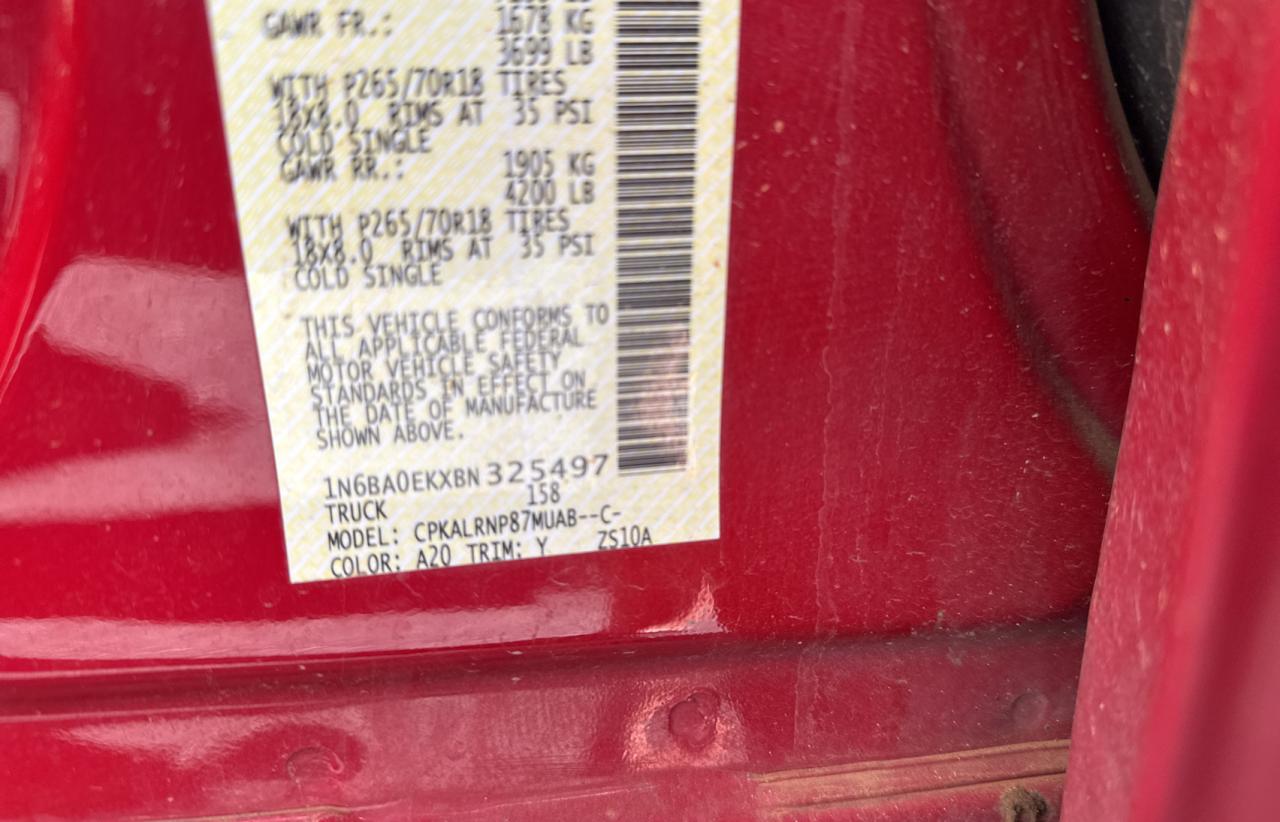 GAWR FR.: 1678 KG
3699 LB
WITH P265/70R18 TIRES
18X8.0 RIMS AT 35 PSI
COLD SINGLE
GAWR RR.: 1905 KG
4200 LB
WITH P265/70R18 TIRES
18X8.0 RIMS AT 35 PSI
COLD SINGLE
THIS VEHICLE CONFORMS TO
ALL APPLICABLE FEDERAL
MOTOR VEHICLE SAFETY
STANDARDS IN EFFECT ON
THE DATE OF MANUFACTURE
SHOWN ABOVE.
1N6BA0EKXBN325497
TRUCK 158
MODEL: CPKALRNP87MUAB--C-
COLOR: A20 TRIM: Y ZS10A